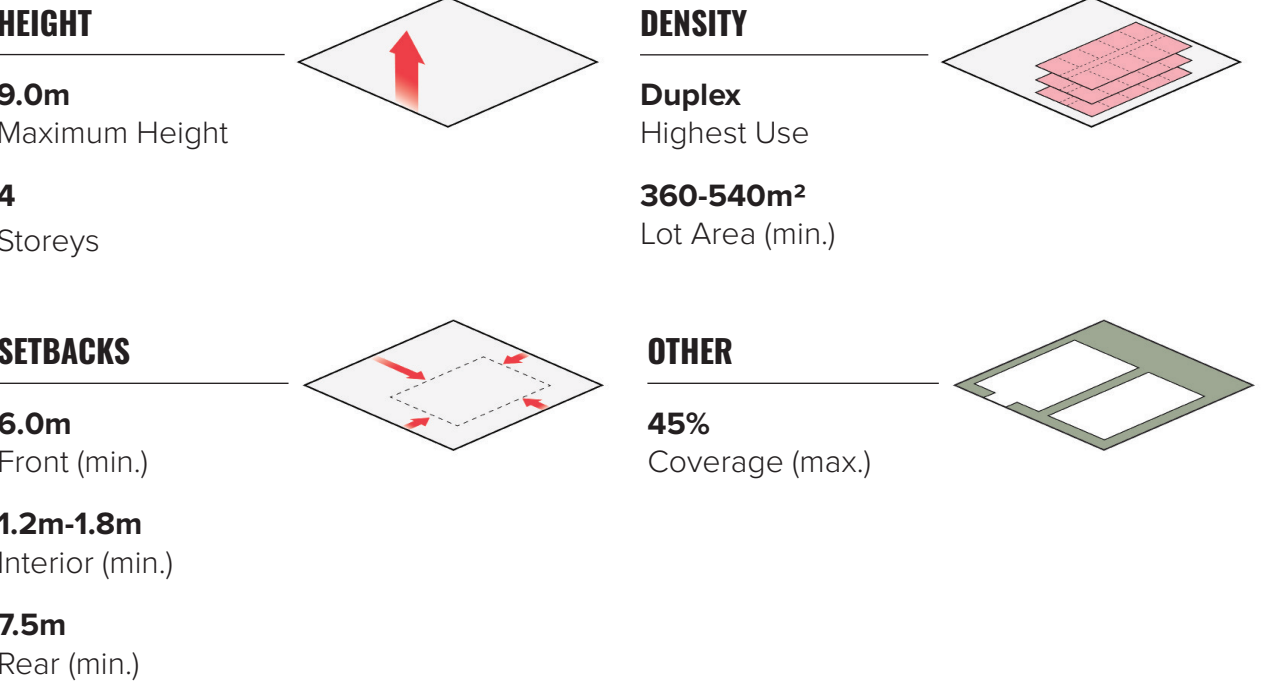 HEIGHT
9.0m
Maximum Height
4
Storeys
DENSITY
Duplex
Highest Use
360-540m²
Lot Area (min.)
SETBACKS
6.0m
Front (min.)
1.2m-1.8m
Interior (min.)
7.5m
Rear (min.)
OTHER
45%
Coverage (max.)